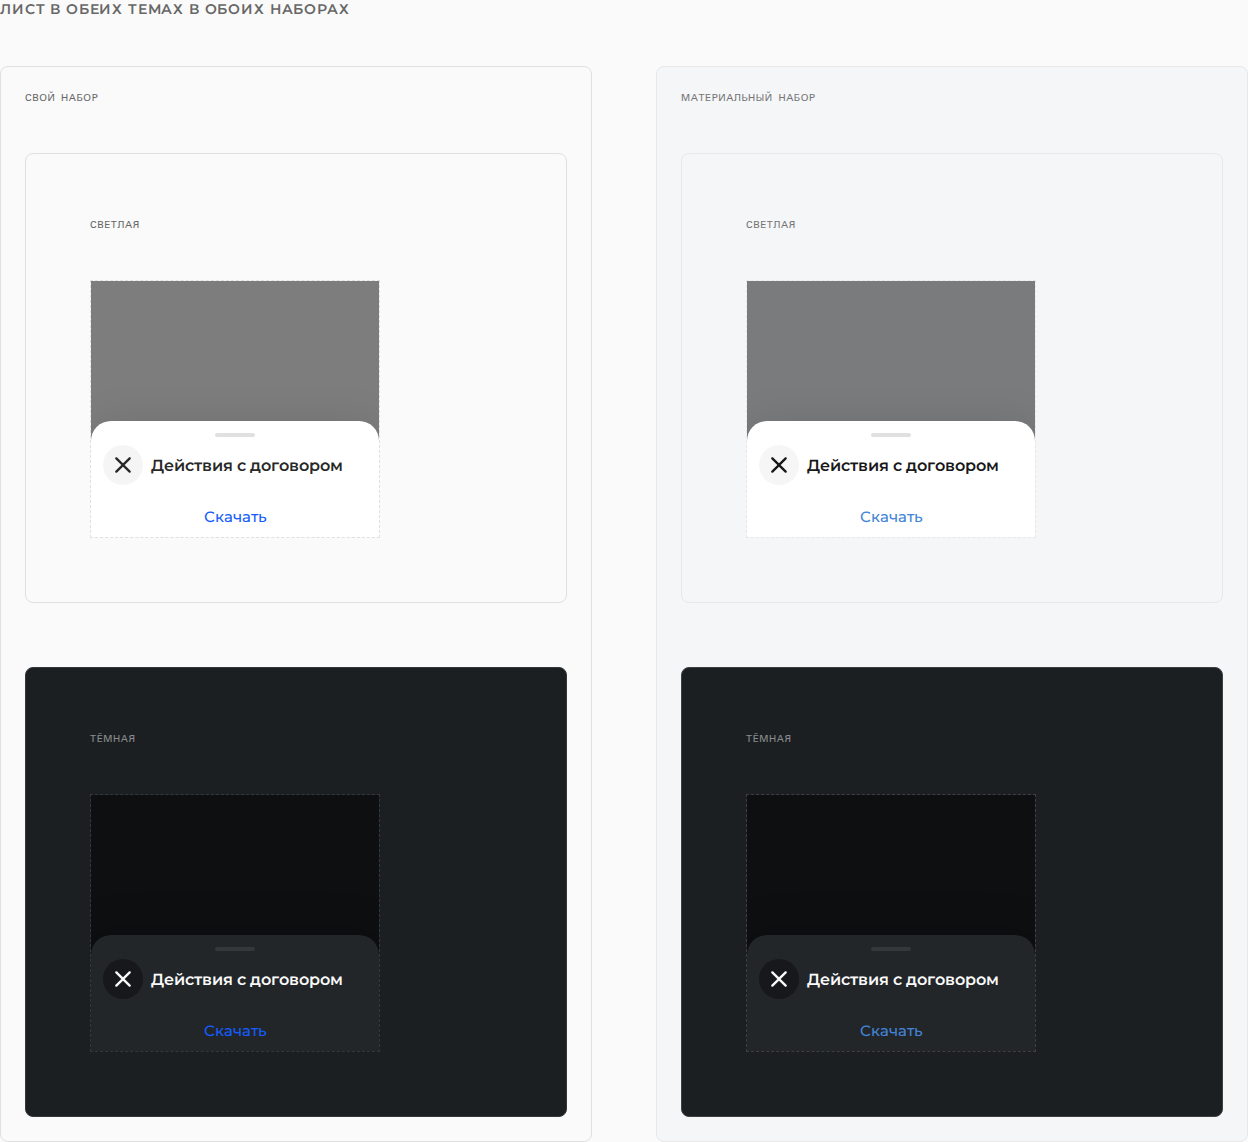 ЛИСТ В ОБЕИХ ТЕМАХ В ОБОИХ НАБОРАХ
СВОЙ НАБОР
СВЕТЛАЯ
Действия с договором
Скачать
ТЁМНАЯ
Действия с договором
Скачать
МАТЕРИАЛЬНЫЙ НАБОР
СВЕТЛАЯ
Действия с договором
Скачать
ТЁМНАЯ
Действия с договором
Скачать